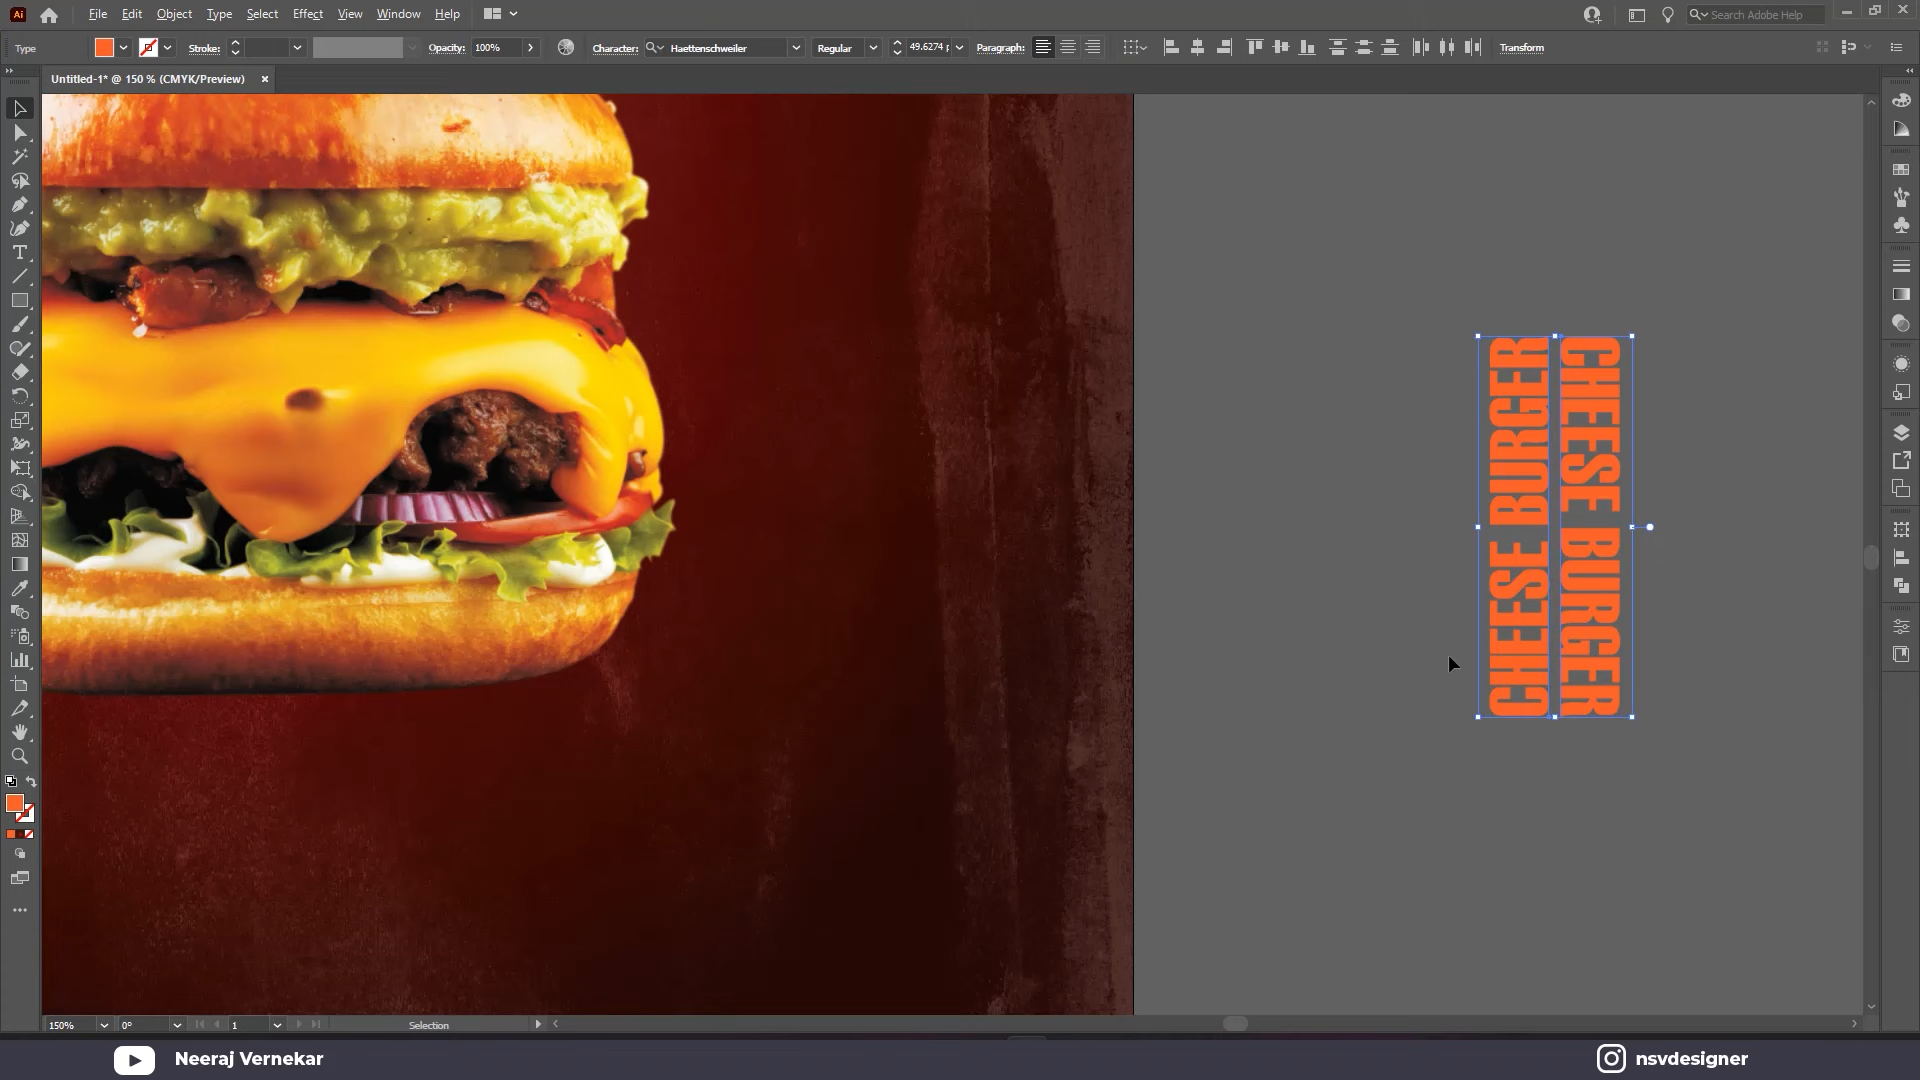 Ai
File Edit Object Type Select Effect View Window Help
Search Adobe Help
Type
Stroke:
Opacity: 100%
Character: Haettenschweiler
Regular
49.6274 p
Paragraph:
Transform
Untitled-1* @ 150 % (CMYK/Preview)
CHEESE BURGER
CHEESE BURGER
150%
0°
1
Selection
Neeraj Vernekar
nsvdesigner